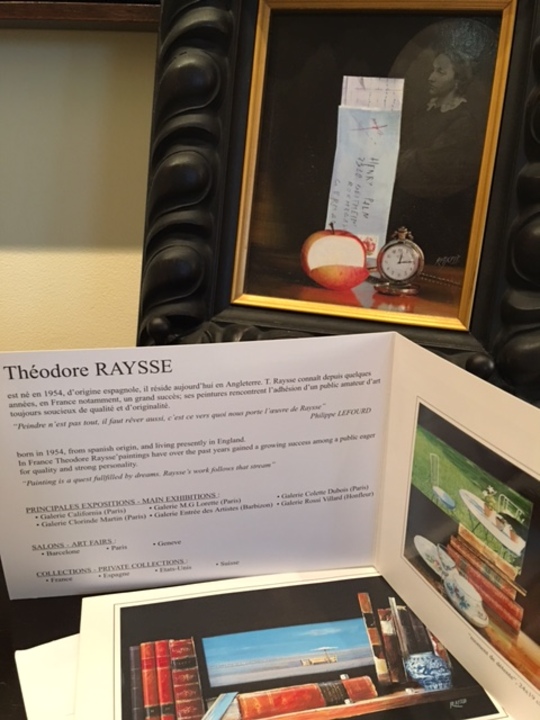 HENRY
RAYSSE
Théodore RAYSSE
est né en 1954, d'origine espagnole, il réside aujourd'hui en Angleterre. T. Raysse connaît depuis quelques
années, en France notamment, un grand succès; ses peintures rencontrent l'adhésion d'un public amateur d'art
toujours soucieux de qualité et d'originalité.
"Peindre n'est pas tout, il faut rêver aussi, c'est ce vers quoi nous porte l'œuvre de Raysse"
Philippe LEFOURD
born in 1954, from spanish origin, and living presently in England.
In France Theodore Raysse'paintings have over the past years gained a growing success among a public eager
for quality and strong personality.
"Painting is a quest fullfilled by dreams. Raysse's work follows that stream"
PRINCIPALES EXPOSITIONS - MAIN EXHIBITIONS :
• Galerie California (Paris) • Galerie M.G Lorette (Paris) • Galerie Colette Dubois (Paris)
• Galerie Clorinde Martin (Paris) • Galerie Entrée des Artistes (Barbizon) • Galerie Rossi Villard (Honfleur)
SALONS - ART FAIRS :
• Barcelone • Paris • Geneve
COLLECTIONS - PRIVATE COLLECTIONS :
• France • Espagne • Etats-Unis • Suisse
RAYSSE